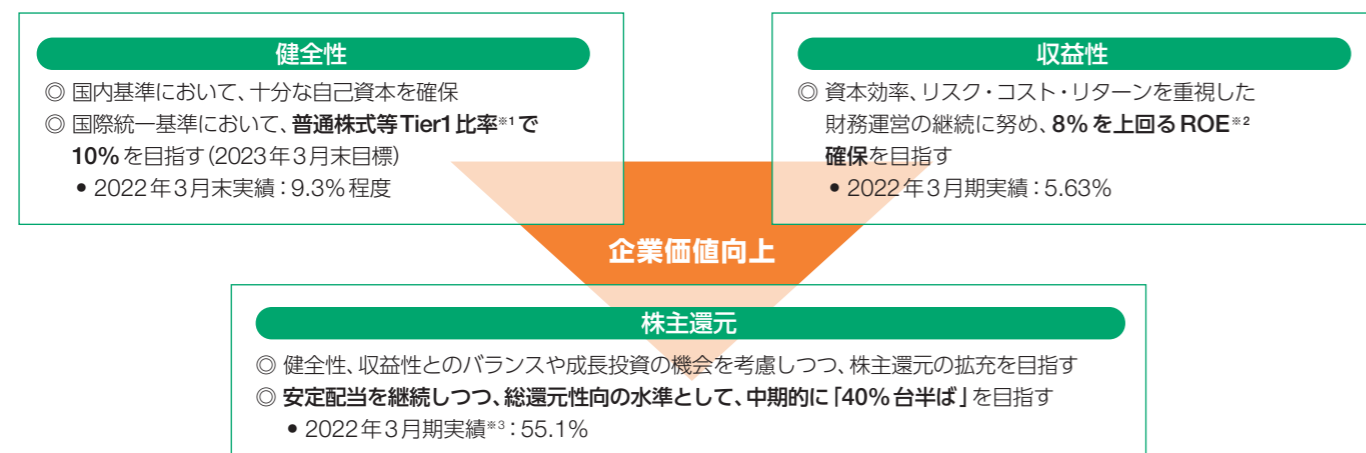 健全性
◎ 国内基準において、十分な自己資本を確保
◎ 国際統一基準において、普通株式等Tier1比率※1で
10%を目指す(2023年3月末目標)
• 2022年3月末実績：9.3%程度
収益性
◎ 資本効率、リスク・コスト・リターンを重視した
財務運営の継続に努め、8%を上回るROE※2
確保を目指す
• 2022年3月期実績：5.63%
企業価値向上
株主還元
◎ 健全性、収益性とのバランスや成長投資の機会を考慮しつつ、株主還元の拡充を目指す
◎ 安定配当を継続しつつ、総還元性向の水準として、中期的に「40%台半ば」を目指す
• 2022年3月期実績※3：55.1%